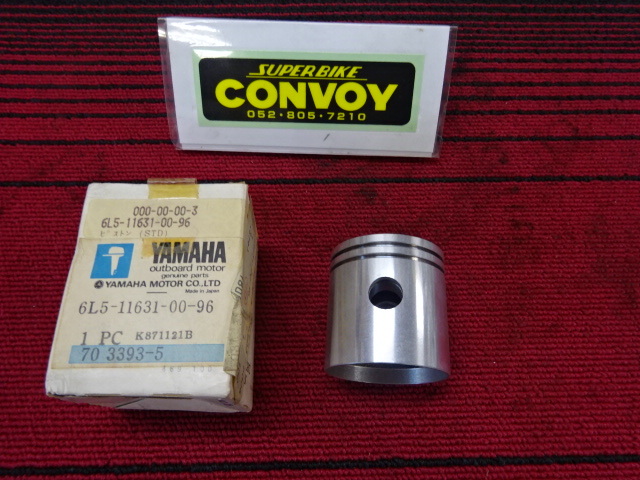 SUPER BIKE
CONVOY
052・805・7210
000-00-00-3
6L5-11631-00-96
ピストン (STD)
YAMAHA
outboard motor
genuine parts
Made in Japan
YAMAHA MOTOR CO.,LTD
6L5-11631-00-96
1 PC K871121B
70 3393-5